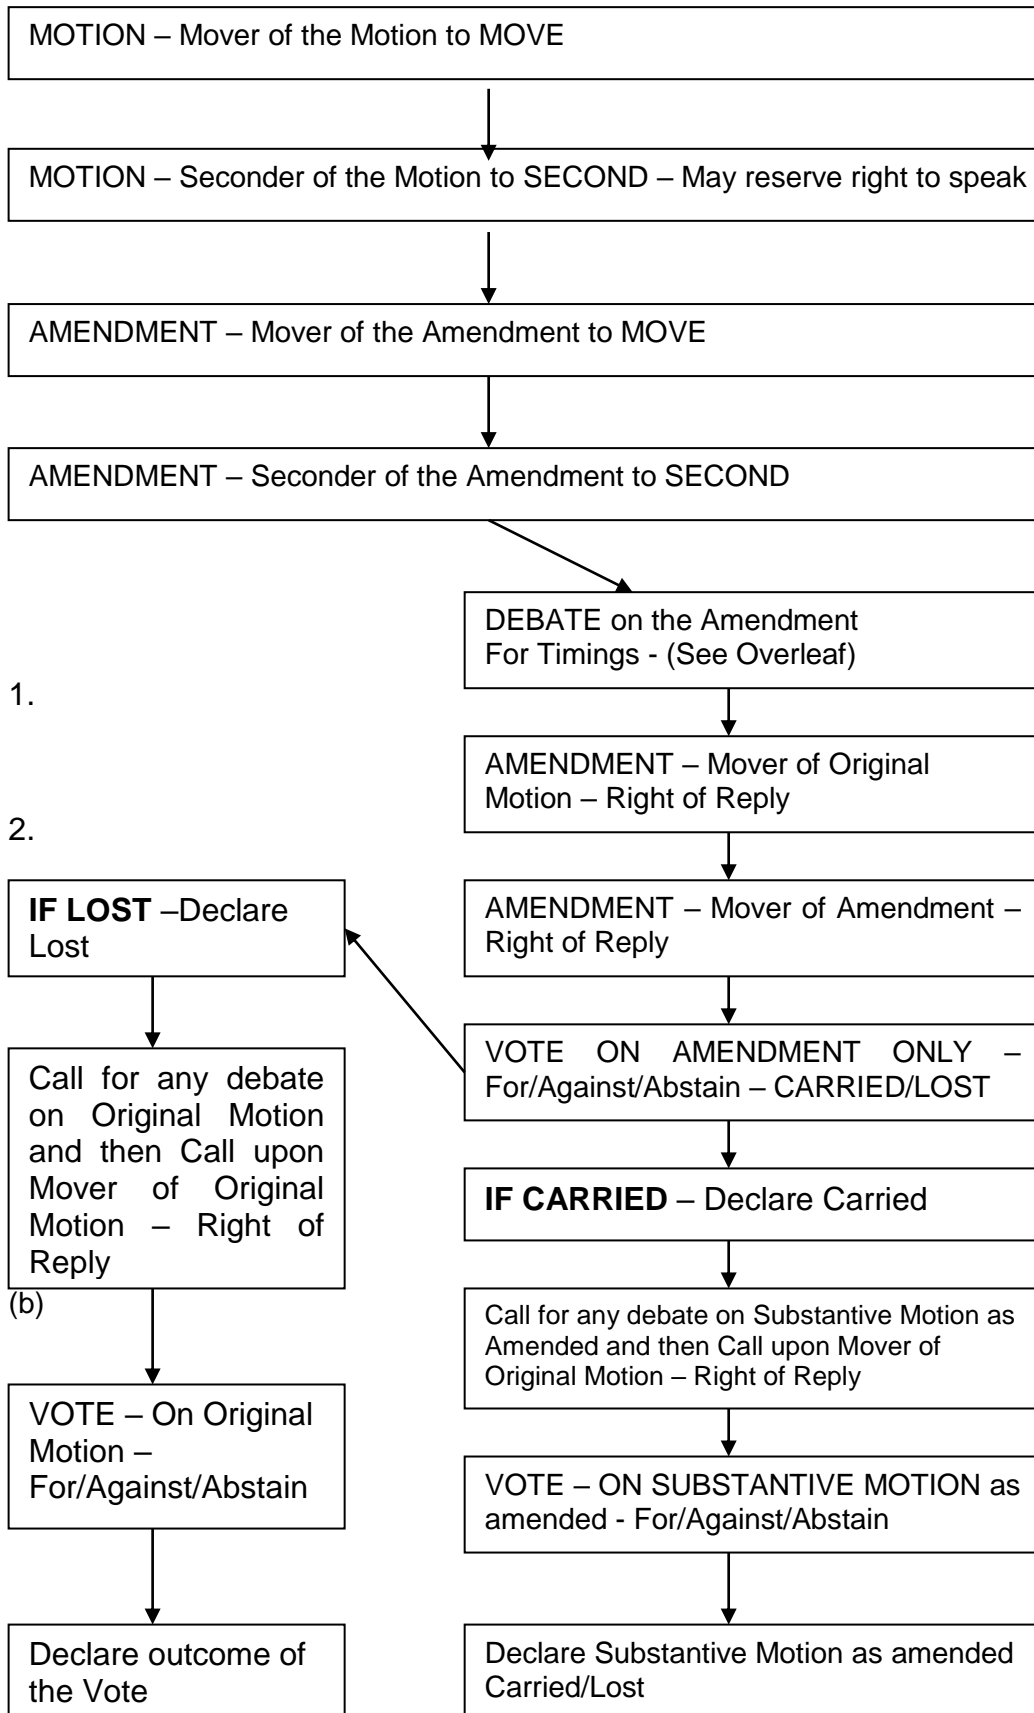 MOTION – Mover of the Motion to MOVE
MOTION – Seconder of the Motion to SECOND – May reserve right to speak
AMENDMENT – Mover of the Amendment to MOVE
AMENDMENT – Seconder of the Amendment to SECOND
DEBATE on the Amendment
For Timings - (See Overleaf)
1.
AMENDMENT – Mover of Original
Motion – Right of Reply
2.
AMENDMENT – Mover of Amendment –
Right of Reply
VOTE ON AMENDMENT ONLY –
For/Against/Abstain – CARRIED/LOST
IF LOST –Declare
Lost
Call for any debate
on Original Motion
and then Call upon
Mover of Original
Motion – Right of
Reply
(b)
VOTE – On Original
Motion –
For/Against/Abstain
Declare outcome of
the Vote
IF CARRIED – Declare Carried
Call for any debate on Substantive Motion as
Amended and then Call upon Mover of
Original Motion – Right of Reply
VOTE – ON SUBSTANTIVE MOTION as
amended - For/Against/Abstain
Declare Substantive Motion as amended
Carried/Lost